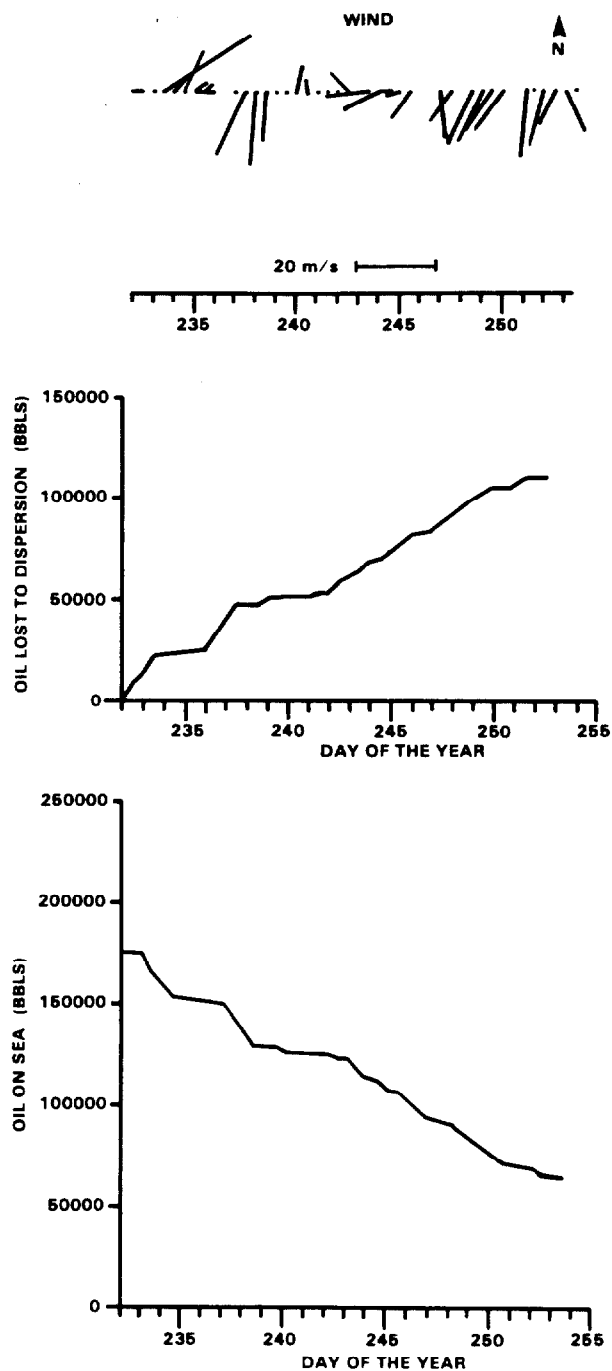 WIND
N
20 m/s
235 240 245 250
OIL LOST TO DISPERSION (BBLS)
150000
100000
50000
0
235 240 245 250 255
DAY OF THE YEAR
OIL ON SEA (BBLS)
250000
200000
150000
100000
50000
0
235 240 245 250 255
DAY OF THE YEAR